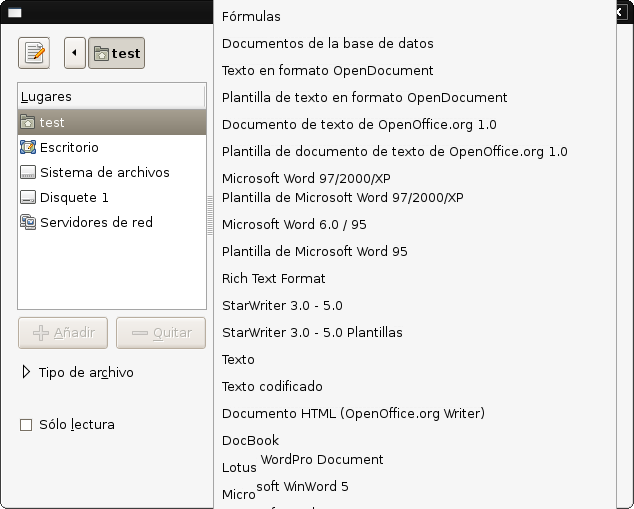 test
Lugares
test
Escritorio
Sistema de archivos
Disquete 1
Servidores de red
Añadir
Quitar
Tipo de archivo
Sólo lectura
Fórmulas
Documentos de la base de datos
Texto en formato OpenDocument
Plantilla de texto en formato OpenDocument
Documento de texto de OpenOffice.org 1.0
Plantilla de documento de texto de OpenOffice.org 1.0
Microsoft Word 97/2000/XP
Plantilla de Microsoft Word 97/2000/XP
Microsoft Word 6.0 / 95
Plantilla de Microsoft Word 95
Rich Text Format
StarWriter 3.0 - 5.0
StarWriter 3.0 - 5.0 Plantillas
Texto
Texto codificado
Documento HTML (OpenOffice.org Writer)
DocBook
Lotus WordPro Document
Microsoft WinWord 5